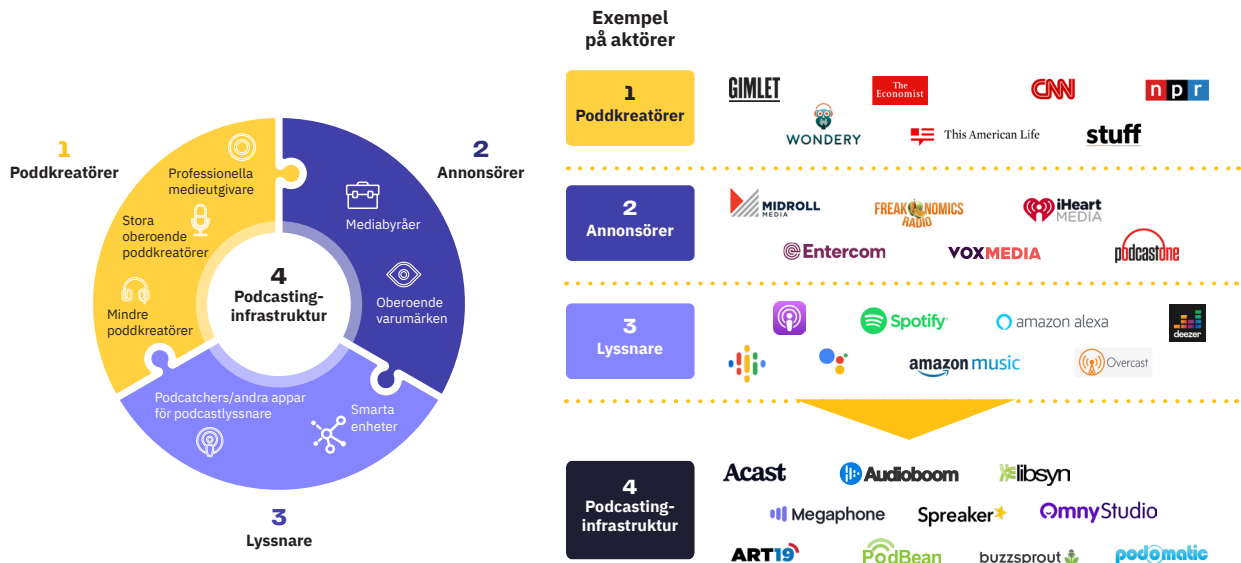 1
Poddkreatörer
2
Annonsörer
Professionella
medieutgivare
Stora
oberoende
poddkreatörer
Mindre
poddkreatörer
Mediabyråer
Oberoende
varumärken
4
Podcasting-
infrastruktur
Podcatchers/andra appar
för podcastlyssnare
Smarta
enheter
3
Lyssnare
Exempel
på aktörer
1
Poddkreatörer
GIMLET
The
Economist
CNN
npr
WONDERY
This American Life
stuff
2
Annonsörer
MIDROLL
MEDIA
FREAKONOMICS
RADIO
iHeart
MEDIA
Entercom
VOXMEDIA
podcastone
3
Lyssnare
Spotify
amazon alexa
deezer
amazon music
Overcast
4
Podcasting-
infrastruktur
Acast
Audioboom
libsyn
Megaphone
Spreaker
OmnyStudio
ART19
PodBean
buzzsprout
podomatic